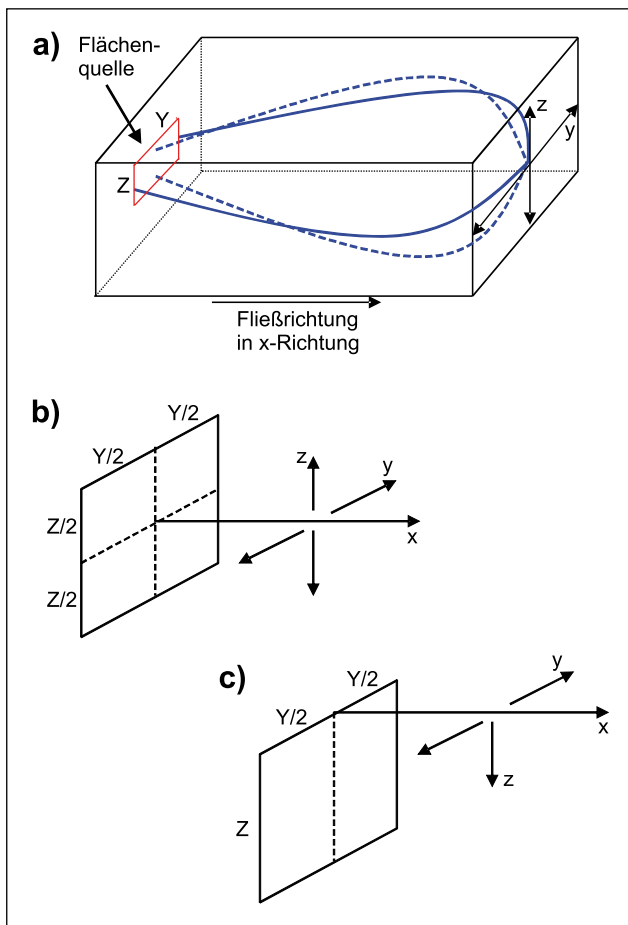 a)
Flächen-
quelle
Y
Z
z
y
Fließrichtung
in x-Richtung
b)
Y/2
Y/2
Z/2
Z/2
z
y
x
c)
Y/2
Y/2
Z
y
x
z